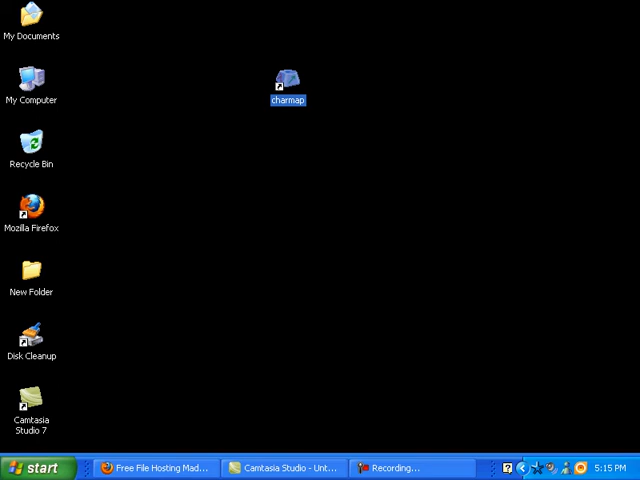 My Documents
charmap
My Computer
Recycle Bin
Mozilla Firefox
New Folder
Disk Cleanup
Camtasia
Studio 7
start
Free File Hosting Mad...
Camtasia Studio - Unt...
Recording...
?
5:15 PM